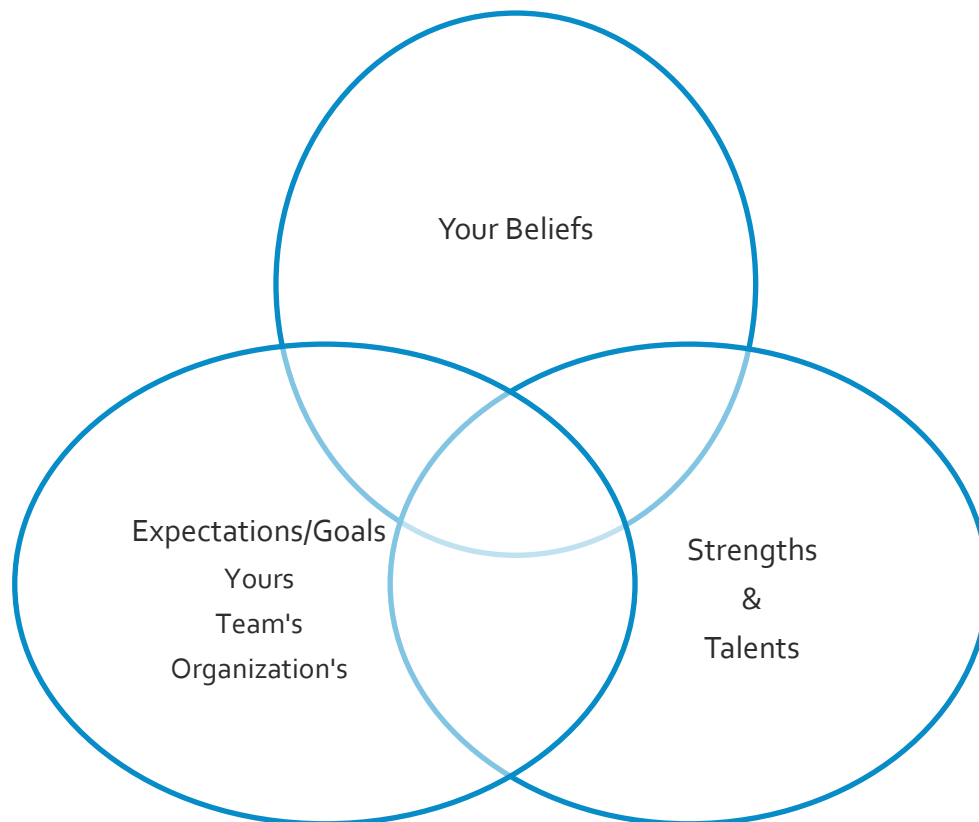 Your Beliefs
Expectations/Goals
Yours
Team's
Organization's
Strengths
&
Talents